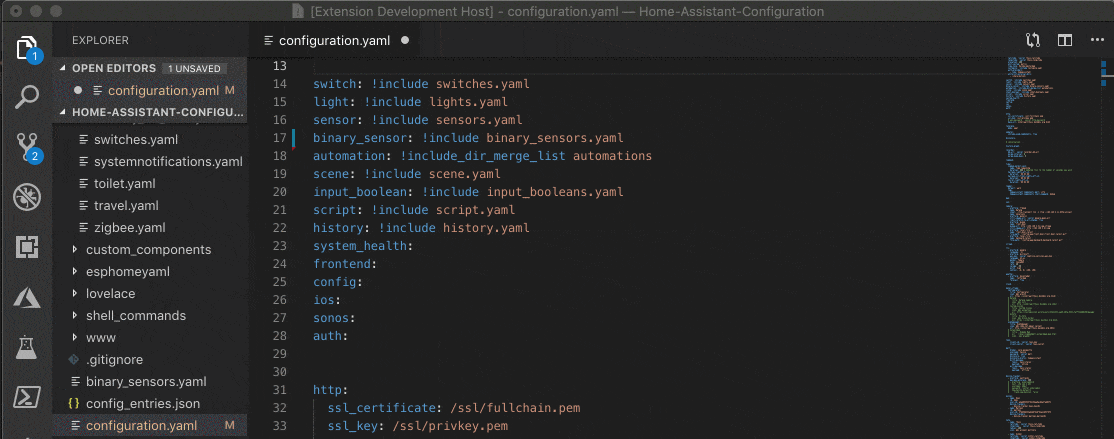 [Extension Development Host] - configuration.yaml — Home-Assistant-Configuration
EXPLORER
configuration.yaml
1
OPEN EDITORS 1 UNSAVED
configuration.yaml M
HOME-ASSISTANT-CONFIGU...
switches.yaml
2
systemnotifications.yaml
toilet.yaml
travel.yaml
zigbee.yaml
custom_components
esphomeyaml
lovelace
shell_commands
www
.gitignore
binary_sensors.yaml
{ } config_entries.json
configuration.yaml M
13
14 switch: !include switches.yaml
15 light: !include lights.yaml
16 sensor: !include sensors.yaml
17 binary_sensor: !include binary_sensors.yaml
18 automation: !include_dir_merge_list automations
19 scene: !include scene.yaml
20 input_boolean: !include input_booleans.yaml
21 script: !include script.yaml
22 history: !include history.yaml
23 system_health:
24 frontend:
25 config:
26 ios:
27 sonos:
28 auth:
29
30
31 http:
32 ssl_certificate: /ssl/fullchain.pem
33 ssl_key: /ssl/privkey.pem